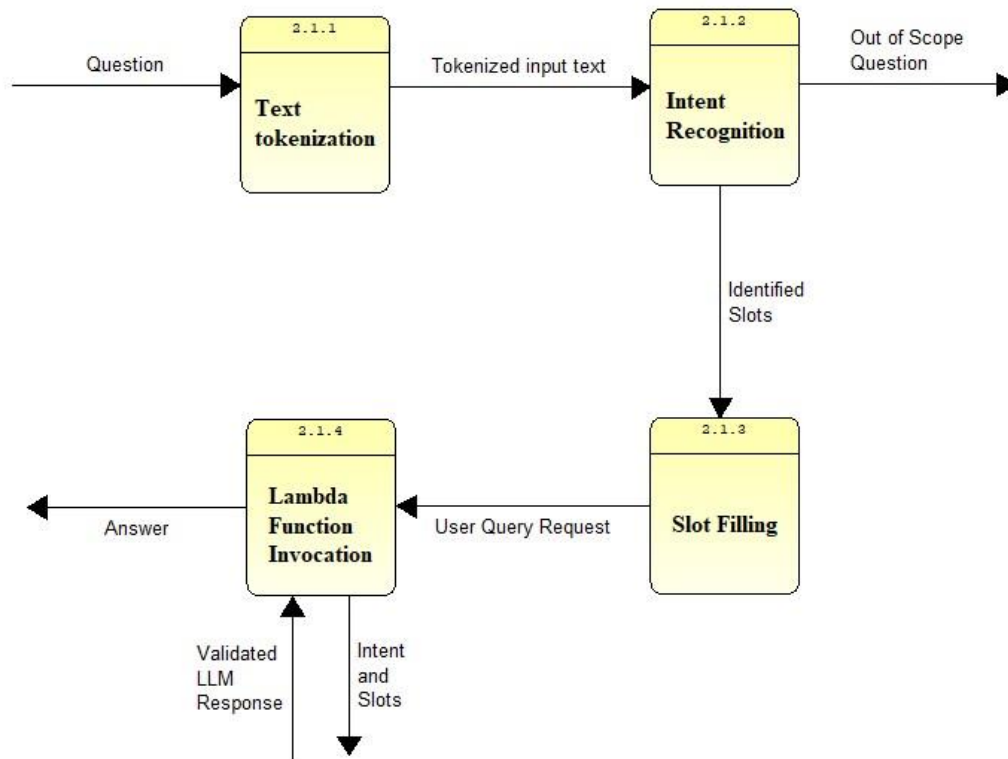 2.1.1
Text
tokenization
2.1.2
Intent
Recognition
Question
Tokenized input text
Out of Scope
Question
Identified
Slots
2.1.4
Lambda
Function
Invocation
2.1.3
Slot Filling
Answer
User Query Request
Validated
LLM
Response
Intent
and
Slots